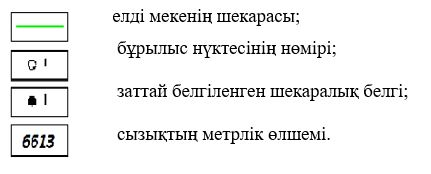 елді мекенің шекарасы;
бұрылыс нүктесінің нөмірі;
заттай белгіленген шекаралық белгі;
6613 сызықтың метрлік өлшемі.